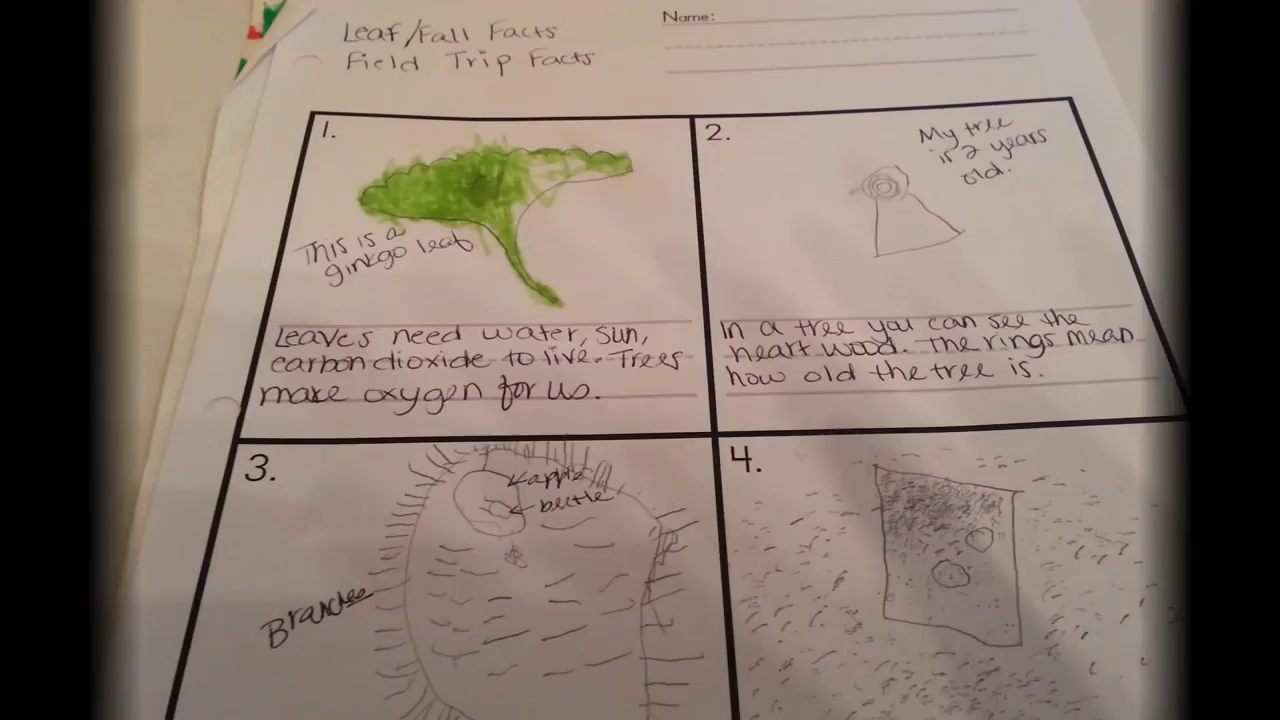 Leaf/Fall Facts
Field Trip Facts
Name:
1.
This is a
ginkgo leaf
Leaves need water, sun,
carbon dioxide to live. Trees
make oxygen for us.
2.
My tree
is 2 years
old.
In a tree you can see the
heart wood. The rings mean
how old the tree is.
3.
apple
beetle
Branches
4.